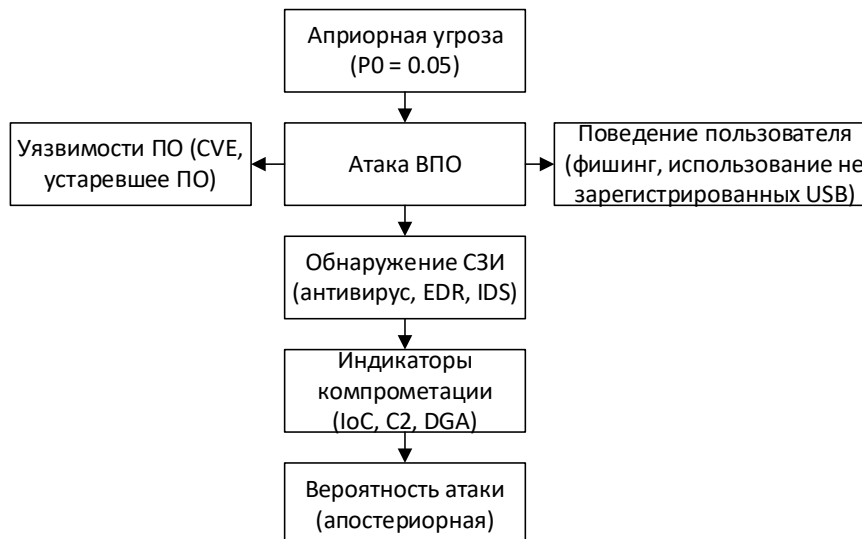 Априорная угроза
(P0 = 0.05)
Уязвимости ПО (CVE,
устаревшее ПО)
Атака ВПО
Поведение пользователя
(фишинг, использование не
зарегистрированных USB)
Обнаружение СЗИ
(антивирус, EDR, IDS)
Индикаторы
компрометации
(IoC, C2, DGA)
Вероятность атаки
(апостериорная)